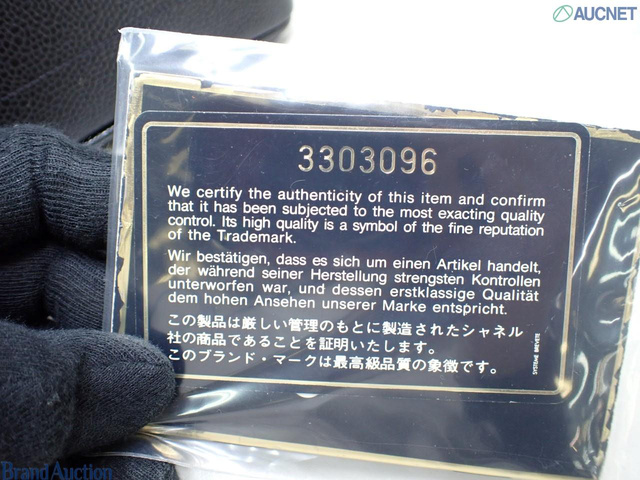 AUCNET
3303096
We certify the authenticity of this item and confirm
that it has been subjected to the most exacting quality
control. Its high quality is a symbol of the fine reputation
of the Trademark.
Wir bestätigen, dass es sich um einen Artikel handelt,
der während seiner Herstellung strengsten Kontrollen
unterworfen war, und dessen erstklassige Qualität
dem hohen Ansehen unserer Marke entspricht.
この製品は厳しい管理のもとに製造されたシャネル
社の商品であることを証明いたします。
このブランド・マークは最高級品質の象徴です。
SYSTEME BREVETE
Brand Auction